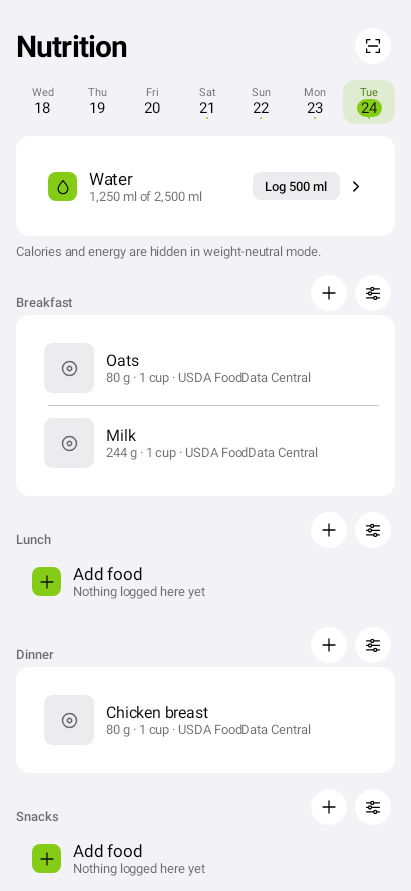 Nutrition
Wed Thu Fri Sat Sun Mon Tue
18 19 20 21 22 23 24
Water
1,250 ml of 2,500 ml
Log 500 ml
Calories and energy are hidden in weight-neutral mode.
Breakfast
Oats
80 g · 1 cup · USDA FoodData Central
Milk
244 g · 1 cup · USDA FoodData Central
Lunch
Add food
Nothing logged here yet
Dinner
Chicken breast
80 g · 1 cup · USDA FoodData Central
Snacks
Add food
Nothing logged here yet